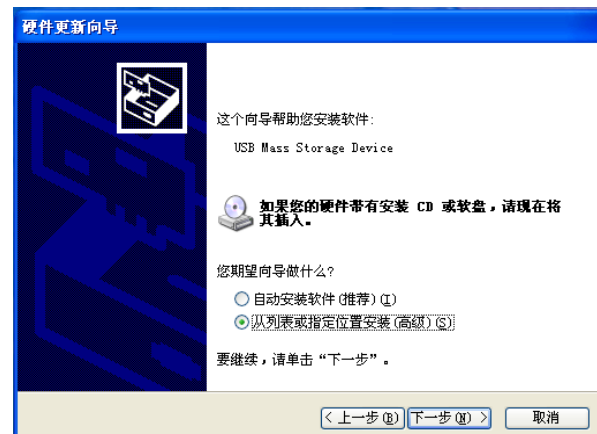 硬件更新向导
这个向导帮助您安装软件:
USB Mass Storage Device
如果您的硬件带有安装 CD 或软盘，请现在将
其插入。
您期望向导做什么?
自动安装软件(推荐)(I)
从列表或指定位置安装(高级)(S)
要继续，请单击“下一步”。
< 上一步(B) 下一步(N) > 取消